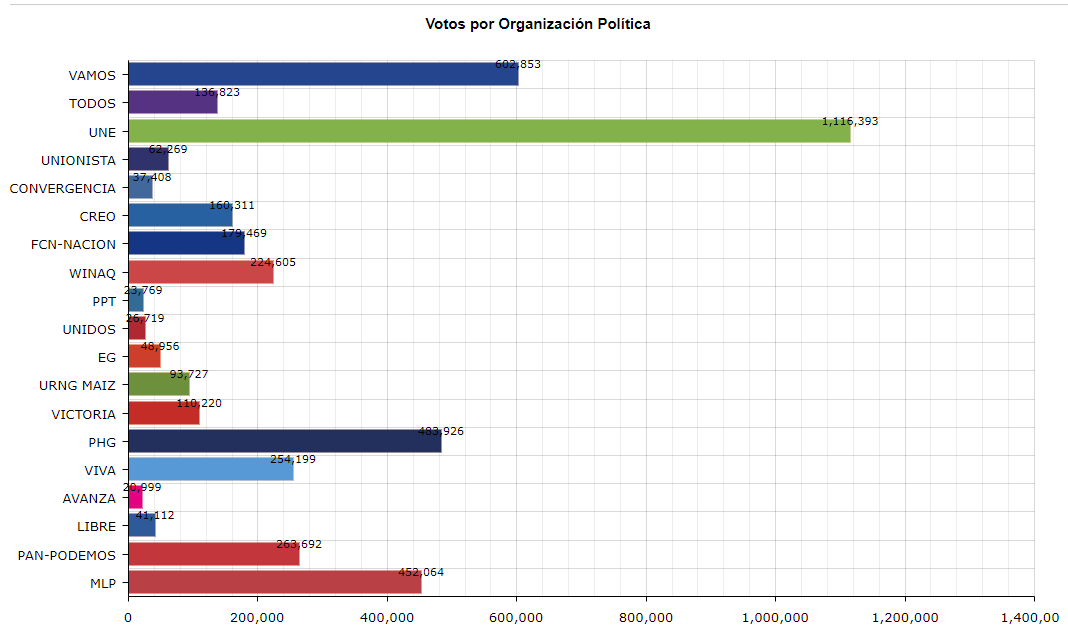 Votos por Organización Política
VAMOS 602,853
TODOS 136,823
UNE 1,116,393
UNIONISTA 62,269
CONVERGENCIA 37,408
CREO 160,311
FCN-NACION 179,469
WINAQ 224,605
PPT 23,769
UNIDOS 26,719
EG 48,956
URNG MAIZ 93,727
VICTORIA 110,220
PHG 483,926
VIVA 254,199
AVANZA 20,999
LIBRE 41,112
PAN-PODEMOS 263,692
MLP 452,064
0 200,000 400,000 600,000 800,000 1,000,000 1,200,000 1,400,00